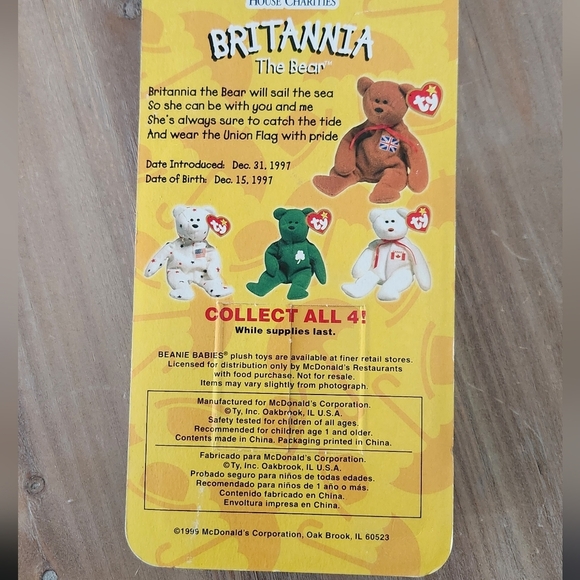 HOUSE CHARITIES
BRITANNIA
The Bear™
Britannia the Bear will sail the sea
So she can be with you and me
She's always sure to catch the tide
And wear the Union Flag with pride
Date Introduced: Dec. 31, 1997
Date of Birth: Dec. 15, 1997
ty
ty
ty
ty
COLLECT ALL 4!
While supplies last.
BEANIE BABIES® plush toys are available at finer retail stores.
Licensed for distribution only by McDonald's Restaurants
with food purchase. Not for resale.
Items may vary slightly from photograph.
Manufactured for McDonald's Corporation.
©Ty, Inc. Oakbrook, IL U.S.A.
Safety tested for children of all ages.
Recommended for children age 1 and older.
Contents made in China. Packaging printed in China.
Fabricado para McDonald's Corporation.
©Ty, Inc. Oakbrook, IL U.S.A.
Probado seguro para niños de todas edades.
Recomendado para niños de 1 año o más.
Contenido fabricado en China.
Envoltura impresa en China.
©1999 McDonald's Corporation, Oak Brook, IL 60523